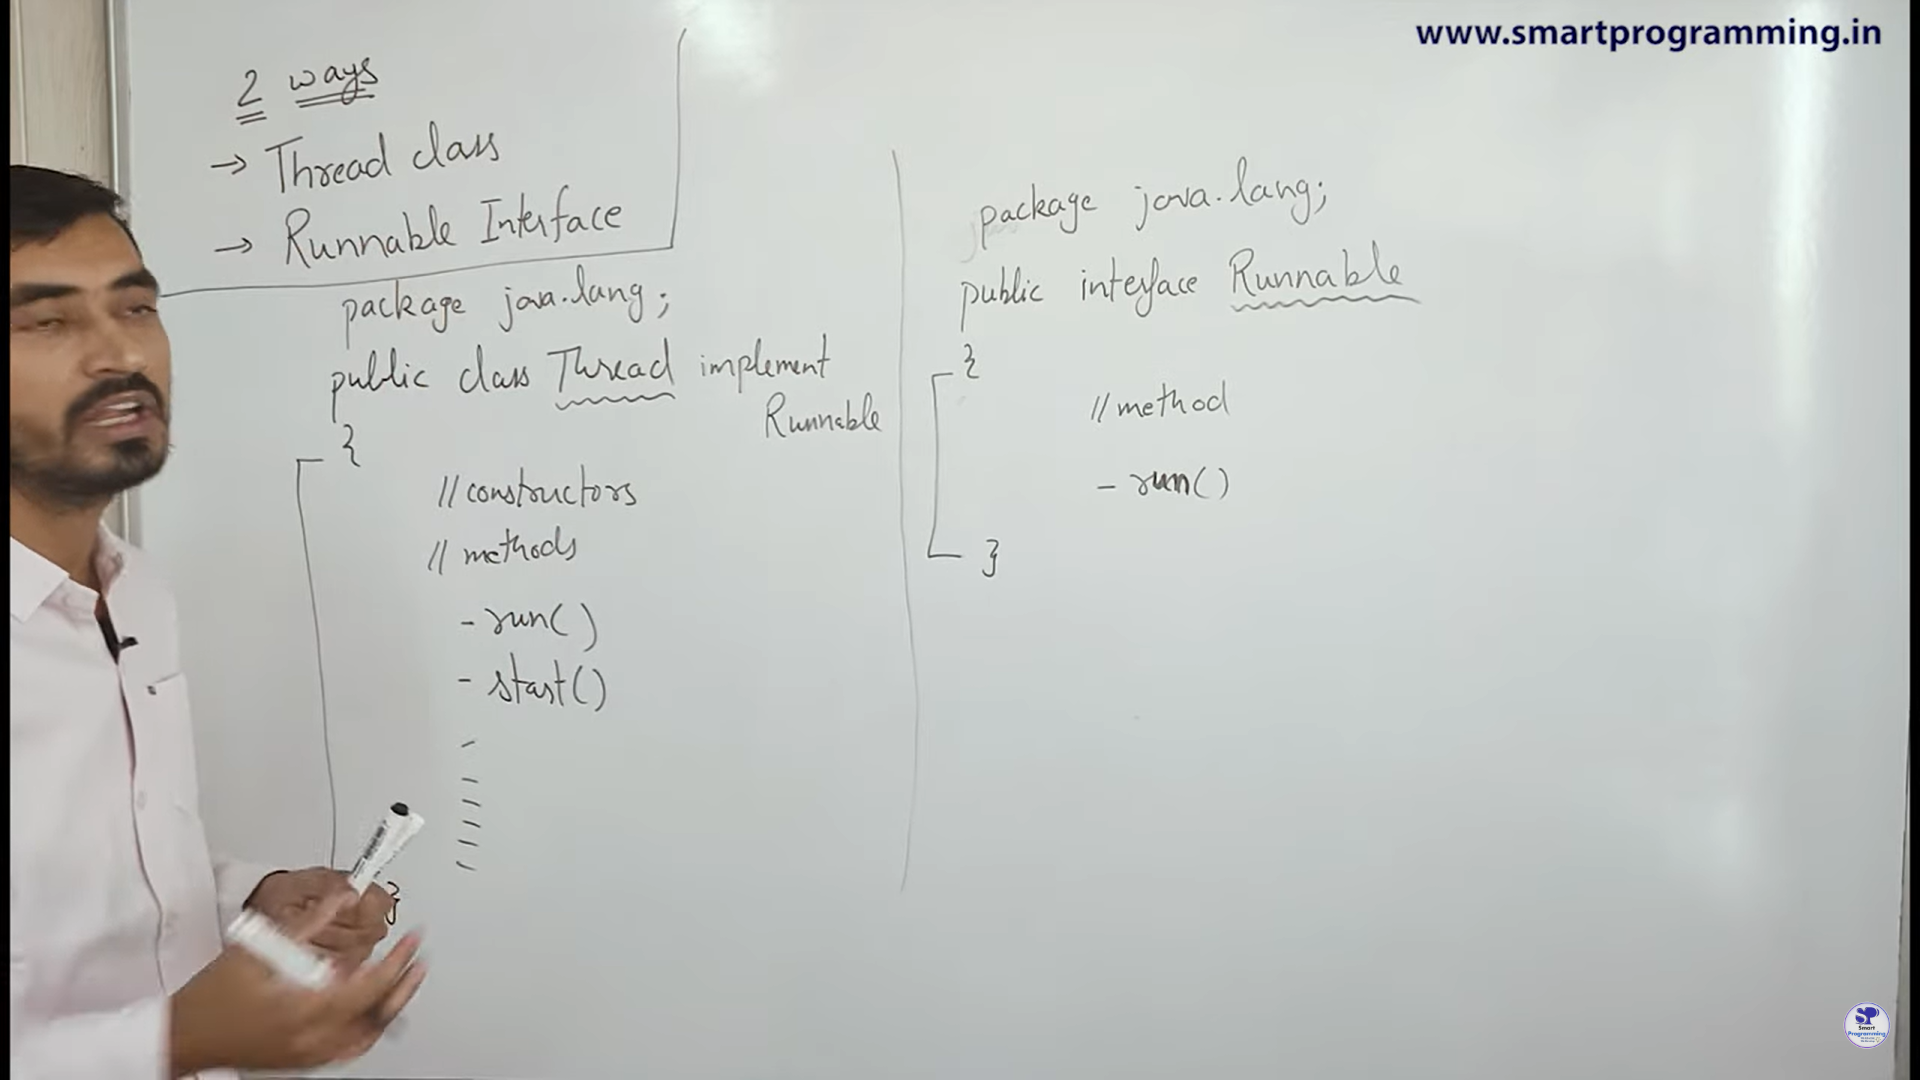 www.smartprogramming.in
2 ways
→ Thread class
→ Runnable Interface
package java.lang;
public class Thread implement
Runnable
{
//constructors
// methods
- run()
- start()
}
package java.lang;
public interface Runnable
{
// method
- run()
}
SP
Smart
Programming